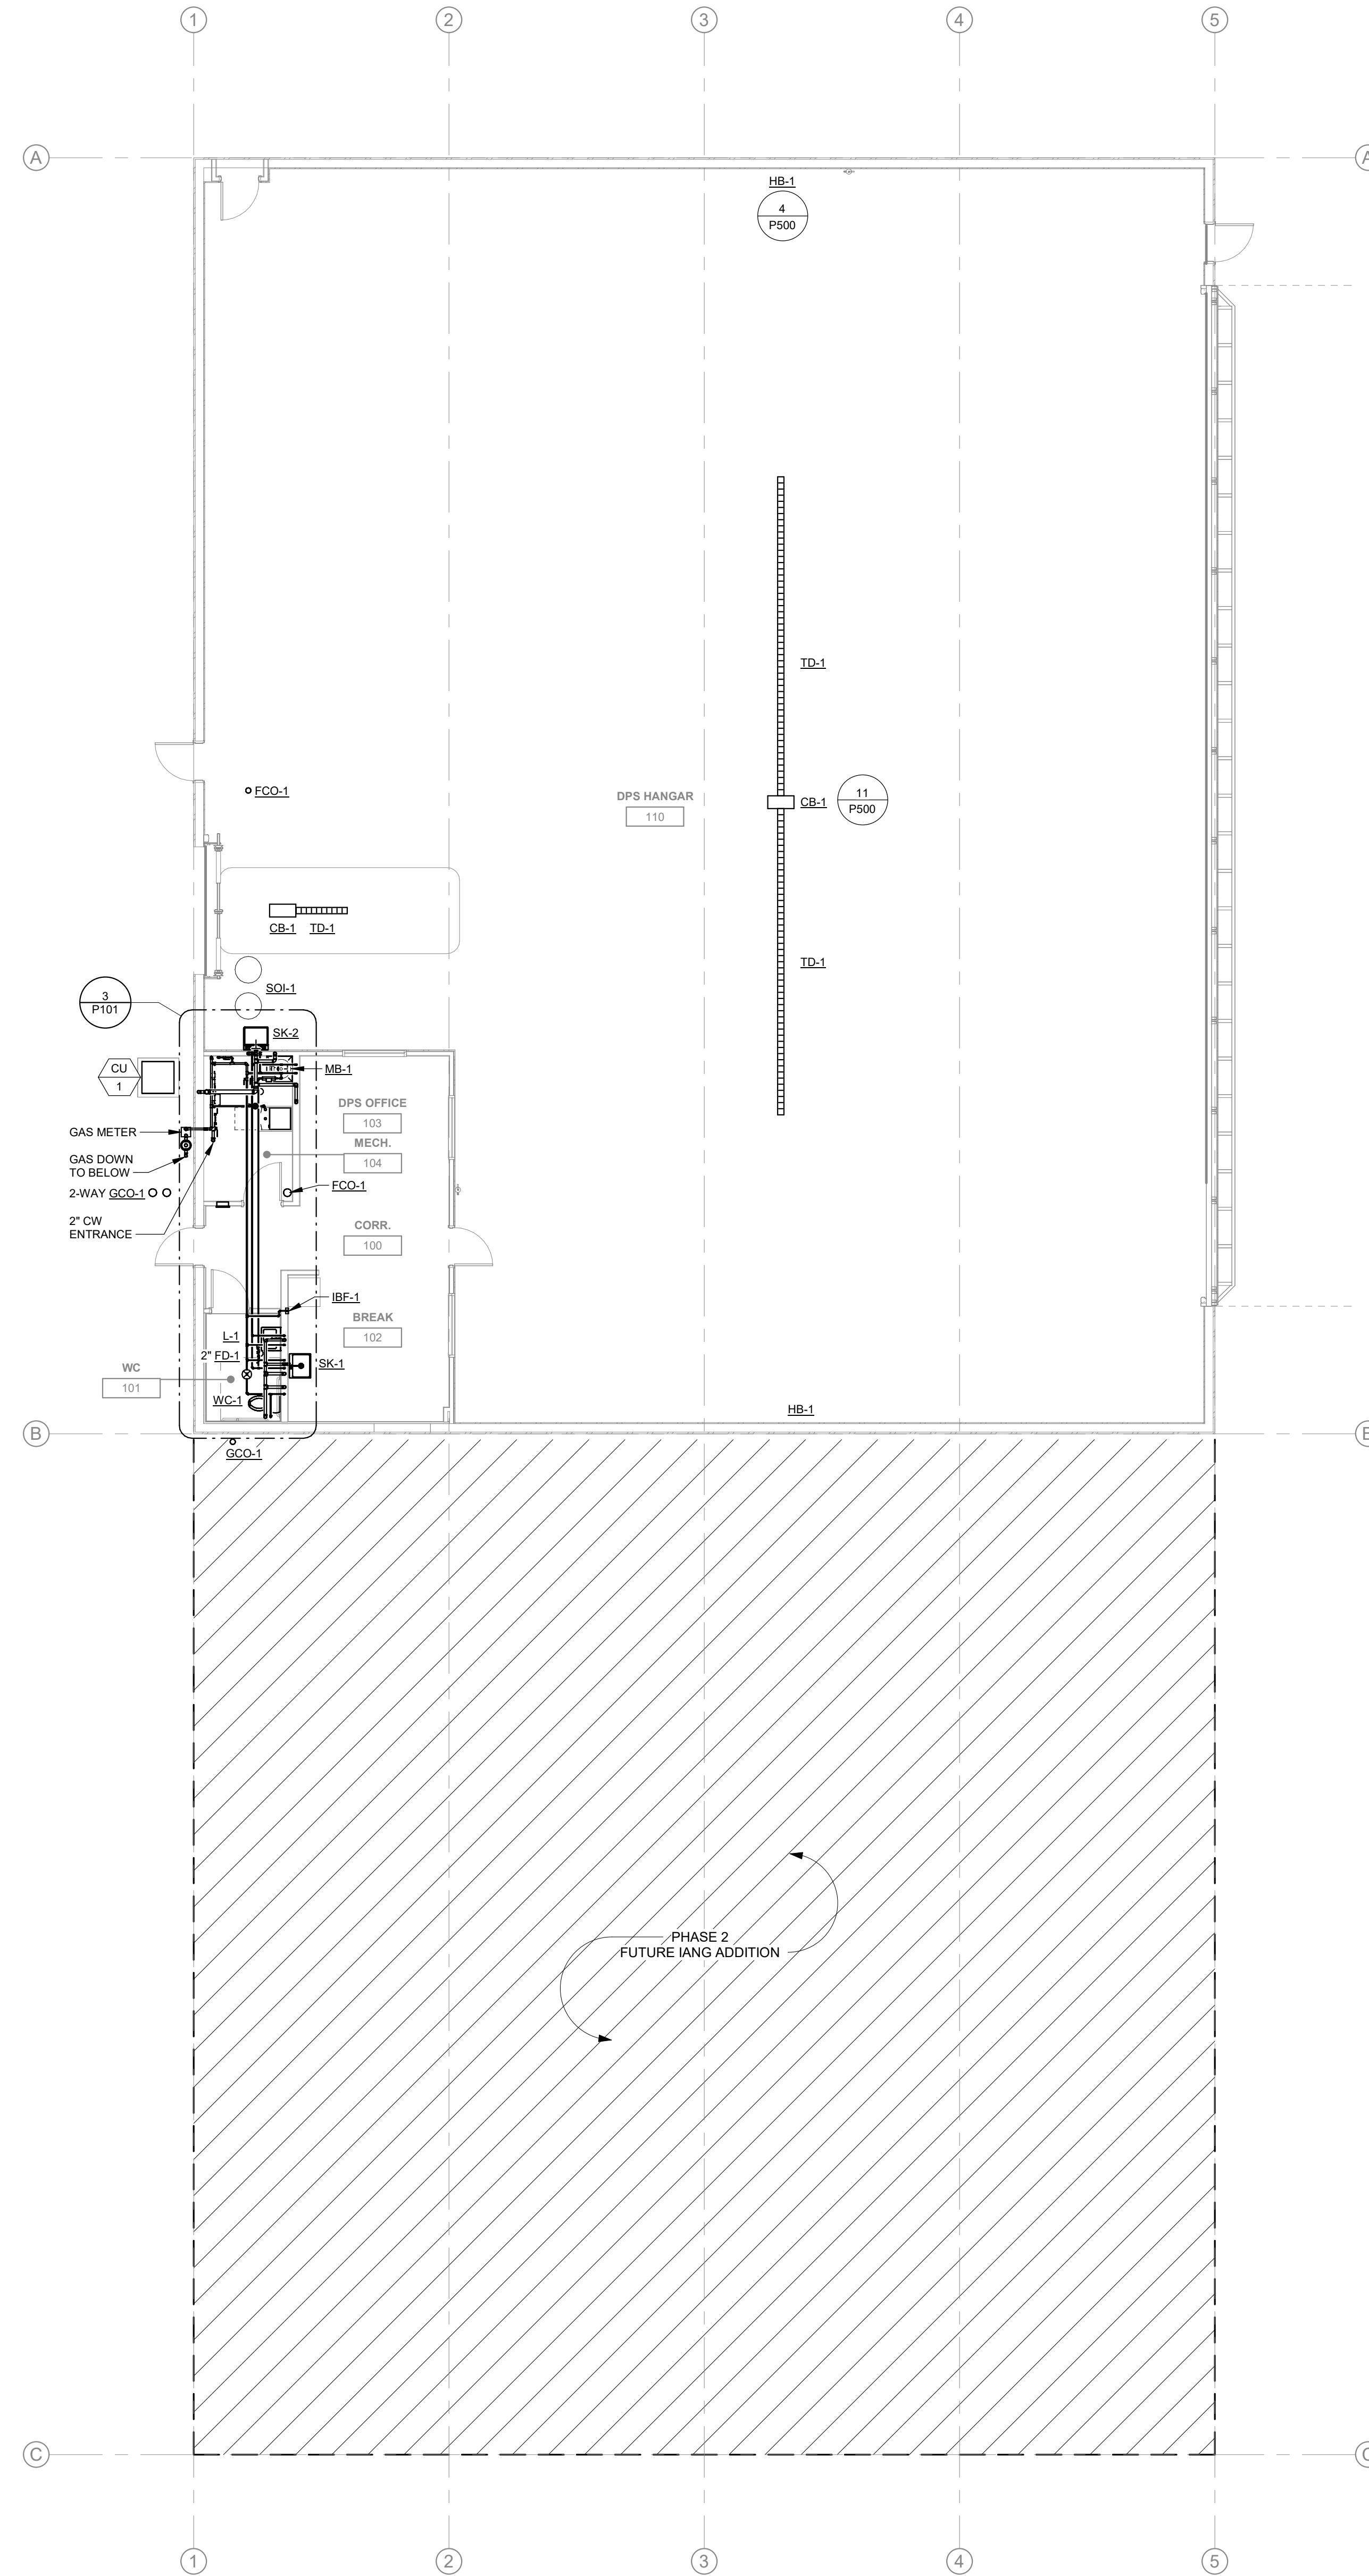 1
2
3
4
5
A
A
HB-1
4
P500
TD-1
FCO-1
DPS HANGAR
110
CB-1
11
P500
CB-1
TD-1
TD-1
SOI-1
3
P101
SK-2
CU
1
MB-1
DPS OFFICE
103
GAS METER
MECH.
104
GAS DOWN
TO BELOW
2-WAY GCO-1
FCO-1
2" CW
ENTRANCE
CORR.
100
IBF-1
BREAK
102
L-1
2" FD-1
SK-1
WC
101
WC-1
HB-1
B
B
GCO-1
PHASE 2
FUTURE IANG ADDITION
C
C
1
2
3
4
5